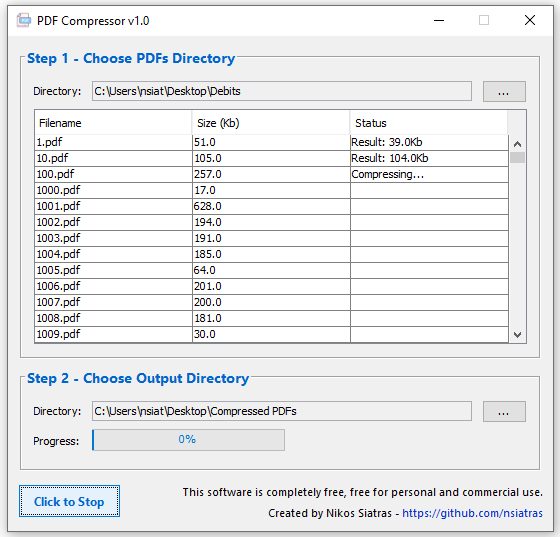 PDF Compressor v1.0
Step 1 - Choose PDFs Directory
Directory: C:\Users\nsiat\Desktop\Debits ...
Filename Size (Kb) Status
1.pdf 51.0 Result: 39.0Kb
10.pdf 105.0 Result: 104.0Kb
100.pdf 257.0 Compressing...
1000.pdf 17.0
1001.pdf 628.0
1002.pdf 194.0
1003.pdf 191.0
1004.pdf 185.0
1005.pdf 64.0
1006.pdf 201.0
1007.pdf 200.0
1008.pdf 181.0
1009.pdf 30.0
Step 2 - Choose Output Directory
Directory: C:\Users\nsiat\Desktop\Compressed PDFs ...
Progress: 0%
Click to Stop
This software is completely free, free for personal and commercial use.
Created by Nikos Siatras - https://github.com/nsiatras